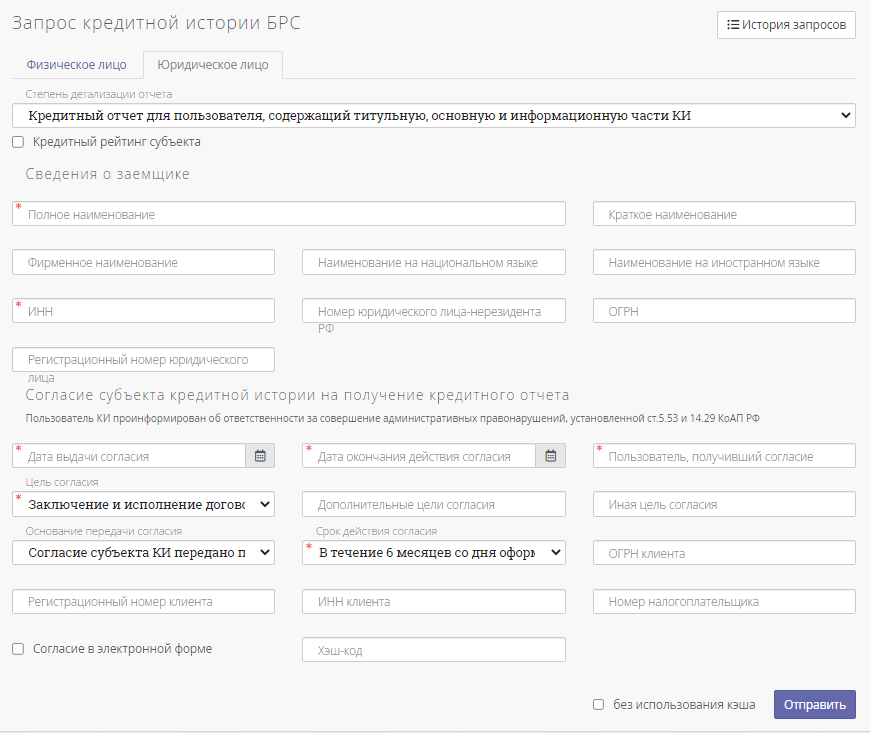 Запрос кредитной истории БРС
История запросов
Физическое лицо
Юридическое лицо
Степень детализации отчета
Кредитный отчет для пользователя, содержащий титульную, основную и информационную части КИ
Кредитный рейтинг субъекта
Сведения о заемщике
* Полное наименование
Краткое наименование
Фирменное наименование
Наименование на национальном языке
Наименование на иностранном языке
* ИНН
Номер юридического лица-нерезидента
РФ
ОГРН
Регистрационный номер юридического
лица
Согласие субъекта кредитной истории на получение кредитного отчета
Пользователь КИ проинформирован об ответственности за совершение административных правонарушений, установленной ст.5.53 и 14.29 КоАП РФ
* Дата выдачи согласия
* Дата окончания действия согласия
* Пользователь, получивший согласие
Цель согласия
* Заключение и исполнение догово
Дополнительные цели согласия
Иная цель согласия
Основание передачи согласия
Согласие субъекта КИ передано п
Срок действия согласия
* В течение 6 месяцев со дня оформ
ОГРН клиента
Регистрационный номер клиента
ИНН клиента
Номер налогоплательщика
Согласие в электронной форме
Хэш-код
без использования кэша
Отправить